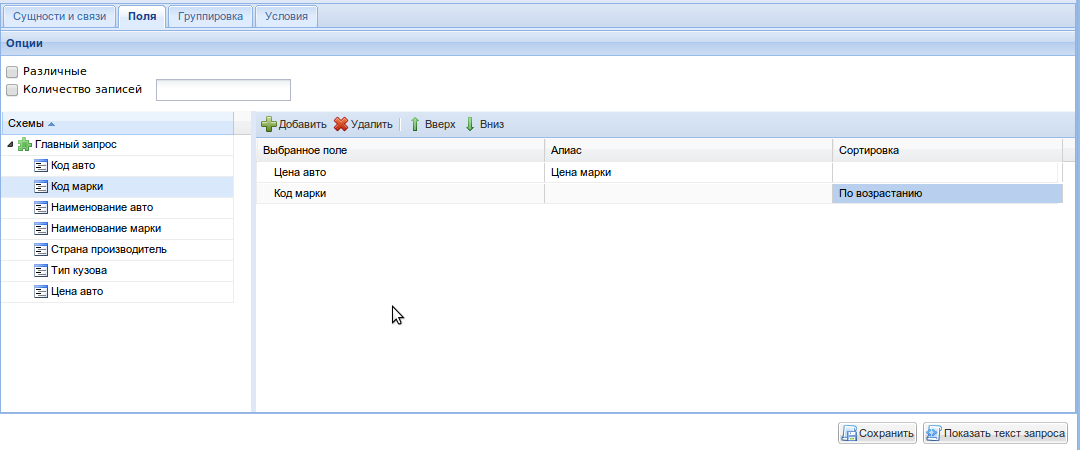 Сущности и связи Поля Группировка Условия
Опции
Различные
Количество записей
Схемы
Добавить Удалить Вверх Вниз
Главный запрос
Код авто
Код марки
Наименование авто
Наименование марки
Страна производитель
Тип кузова
Цена авто
Выбранное поле Алиас Сортировка
Цена авто Цена марки
Код марки По возрастанию
Сохранить Показать текст запроса